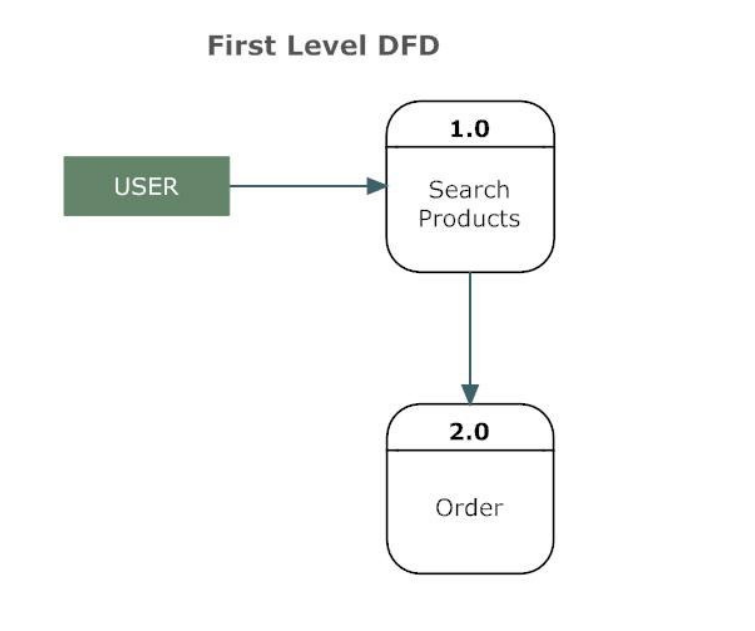 First Level DFD
1.0
USER
Search
Products
2.0
Order